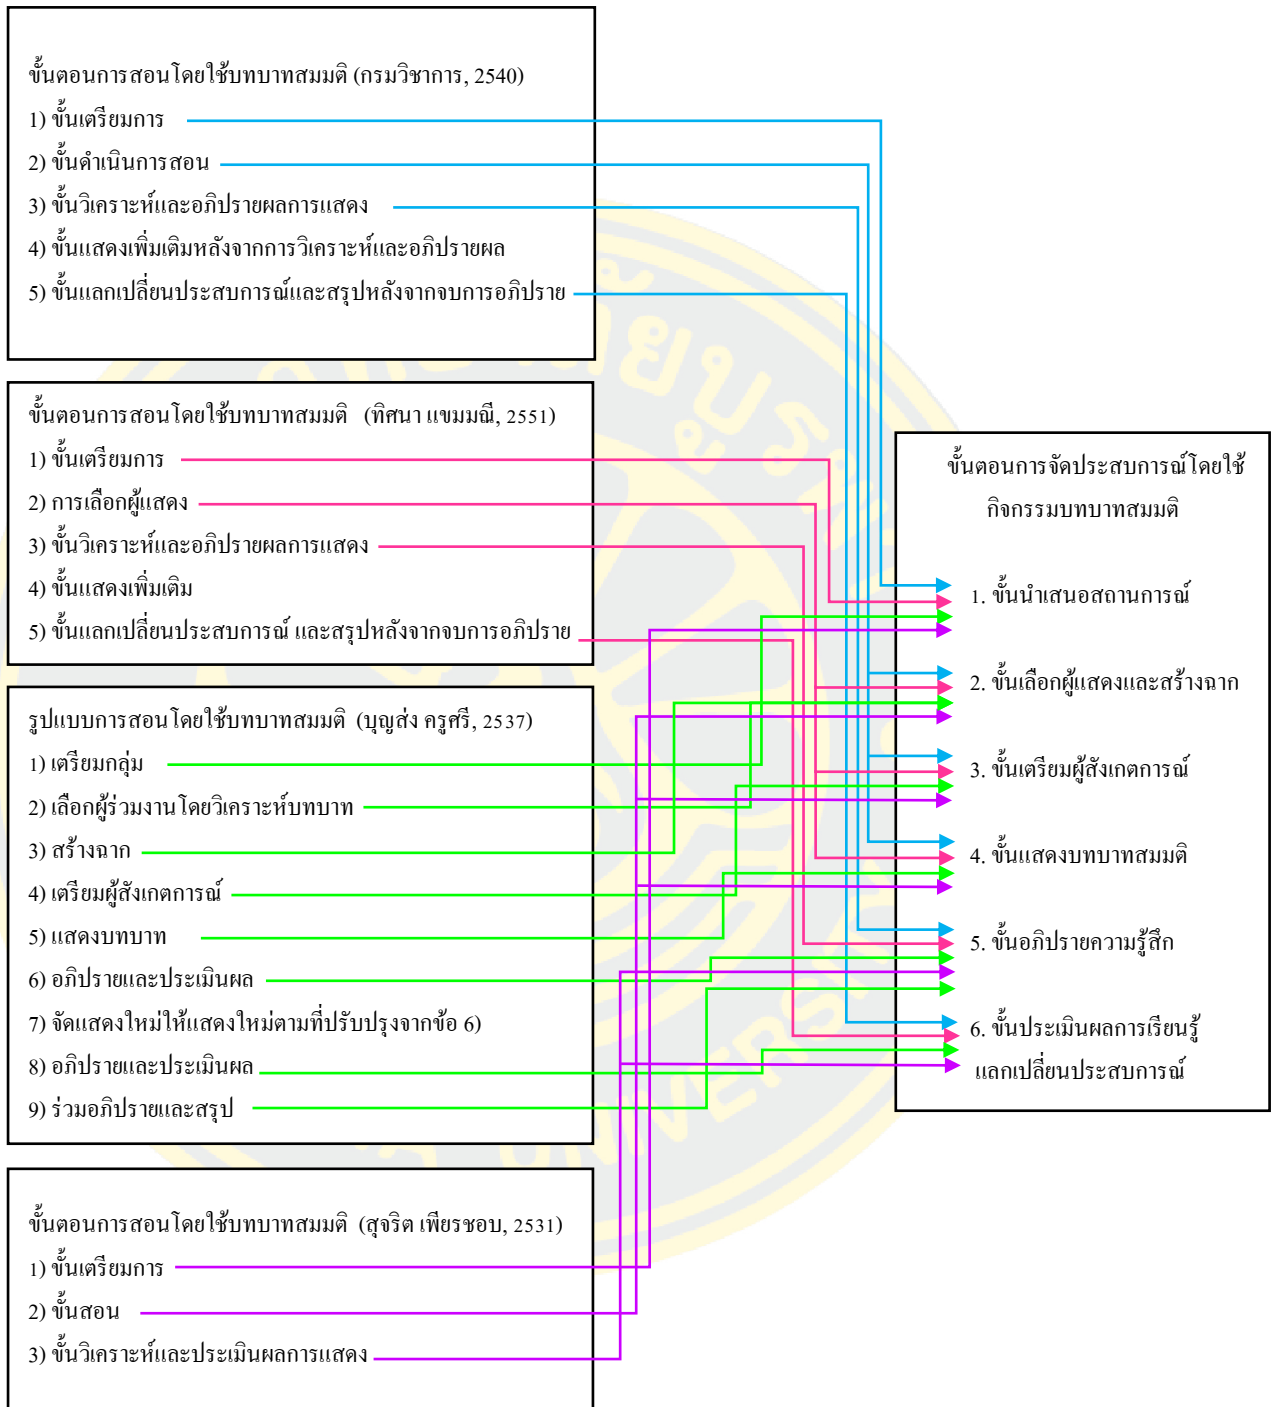 ขั้นตอนการสอนโดยใช้บทบาทสมมติ (กรมวิชาการ, 2540)
1) ขั้นเตรียมการ
2) ขั้นดำเนินการสอน
3) ขั้นวิเคราะห์และอภิปรายผลการแสดง
4) ขั้นแสดงเพิ่มเติมหลังจากการวิเคราะห์และอภิปรายผล
5) ขั้นแลกเปลี่ยนประสบการณ์และสรุปหลังจากจบการอภิปราย
ขั้นตอนการสอนโดยใช้บทบาทสมมติ (ทิศนา แขมมณี, 2551)
1) ขั้นเตรียมการ
2) การเลือกผู้แสดง
3) ขั้นวิเคราะห์และอภิปรายผลการแสดง
4) ขั้นแสดงเพิ่มเติม
5) ขั้นแลกเปลี่ยนประสบการณ์ และสรุปหลังจากจบการอภิปราย
รูปแบบการสอนโดยใช้บทบาทสมมติ (บุญส่ง ครูศรี, 2537)
1) เตรียมกลุ่ม
2) เลือกผู้ร่วมงานโดยวิเคราะห์บทบาท
3) สร้างฉาก
4) เตรียมผู้สังเกตการณ์
5) แสดงบทบาท
6) อภิปรายและประเมินผล
7) จัดแสดงใหม่ให้แสดงใหม่ตามที่ปรับปรุงจากข้อ 6)
8) อภิปรายและประเมินผล
9) ร่วมอภิปรายและสรุป
ขั้นตอนการสอนโดยใช้บทบาทสมมติ (สุจริต เพียรชอบ, 2531)
1) ขั้นเตรียมการ
2) ขั้นสอน
3) ขั้นวิเคราะห์และประเมินผลการแสดง
ขั้นตอนการจัดประสบการณ์โดยใช้
กิจกรรมบทบาทสมมติ
1. ขั้นนำเสนอสถานการณ์
2. ขั้นเลือกผู้แสดงและสร้างฉาก
3. ขั้นเตรียมผู้สังเกตการณ์
4. ขั้นแสดงบทบาทสมมติ
5. ขั้นอภิปรายความรู้สึก
6. ขั้นประเมินผลการเรียนรู้
แลกเปลี่ยนประสบการณ์